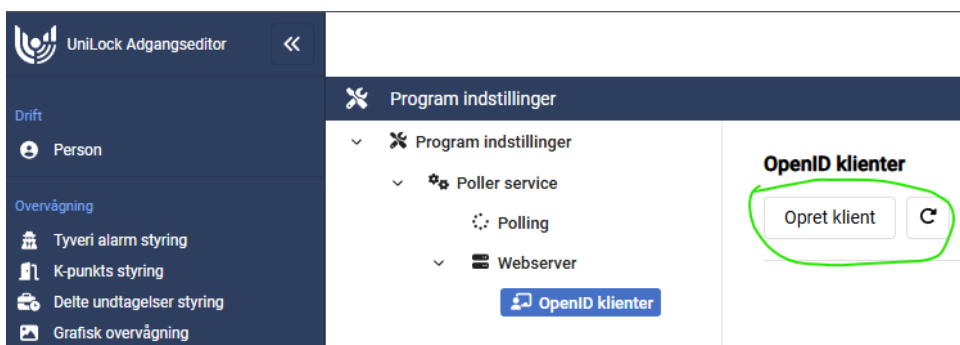 UniLock Adgangseditor
Drift
Person
Overvågning
Tyveri alarm styring
K-punkts styring
Delte undtagelser styring
Grafisk overvågning
Program indstillinger
Program indstillinger
Poller service
Polling
Webserver
OpenID klienter
OpenID klienter
Opret klient